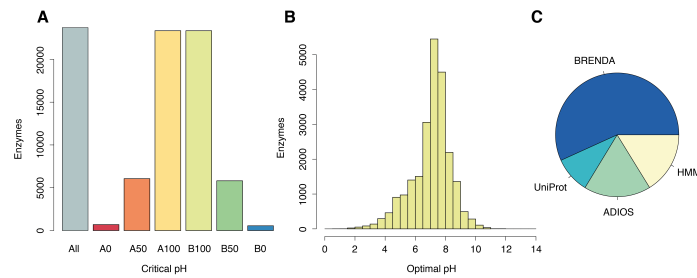 A
Enzymes
20000
15000
10000
5000
0
All A0 A50 A100 B100 B50 B0
Critical pH
B
Enzymes
5000
4000
3000
2000
1000
0
0 2 4 6 8 10 12 14
Optimal pH
C
BRENDA
UniProt
ADIOS
HMM